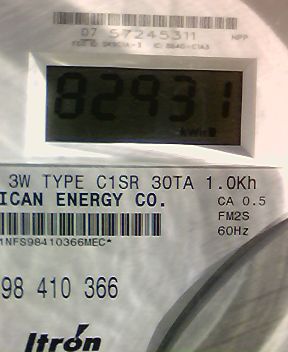 07 57245311
82931
kWh
3W TYPE C1SR 30TA 1.0Kh
ICAN ENERGY CO.
CA 0.5
FM2S
60Hz
1NFS98410366MEC*
98 410 366
Itron